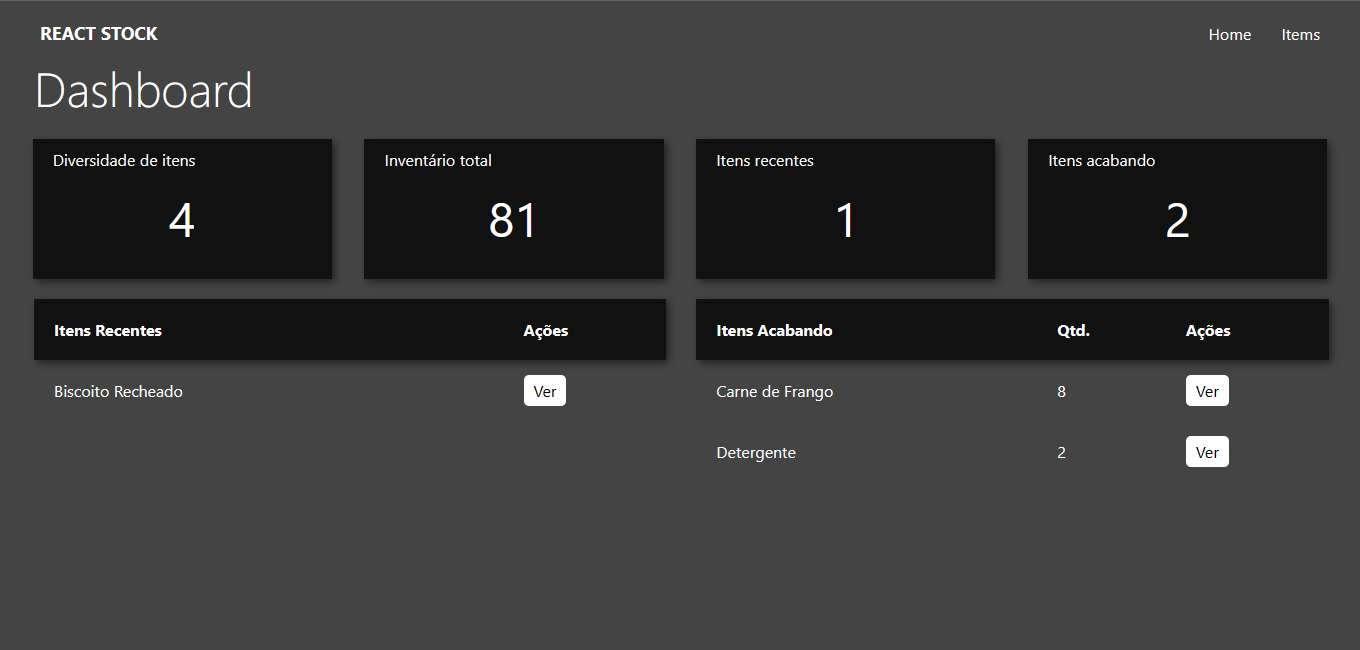 REACT STOCK Home Items
Dashboard
Diversidade de itens
4
Inventário total
81
Itens recentes
1
Itens acabando
2
Itens Recentes Ações
Biscoito Recheado Ver
Itens Acabando Qtd. Ações
Carne de Frango 8 Ver
Detergente 2 Ver